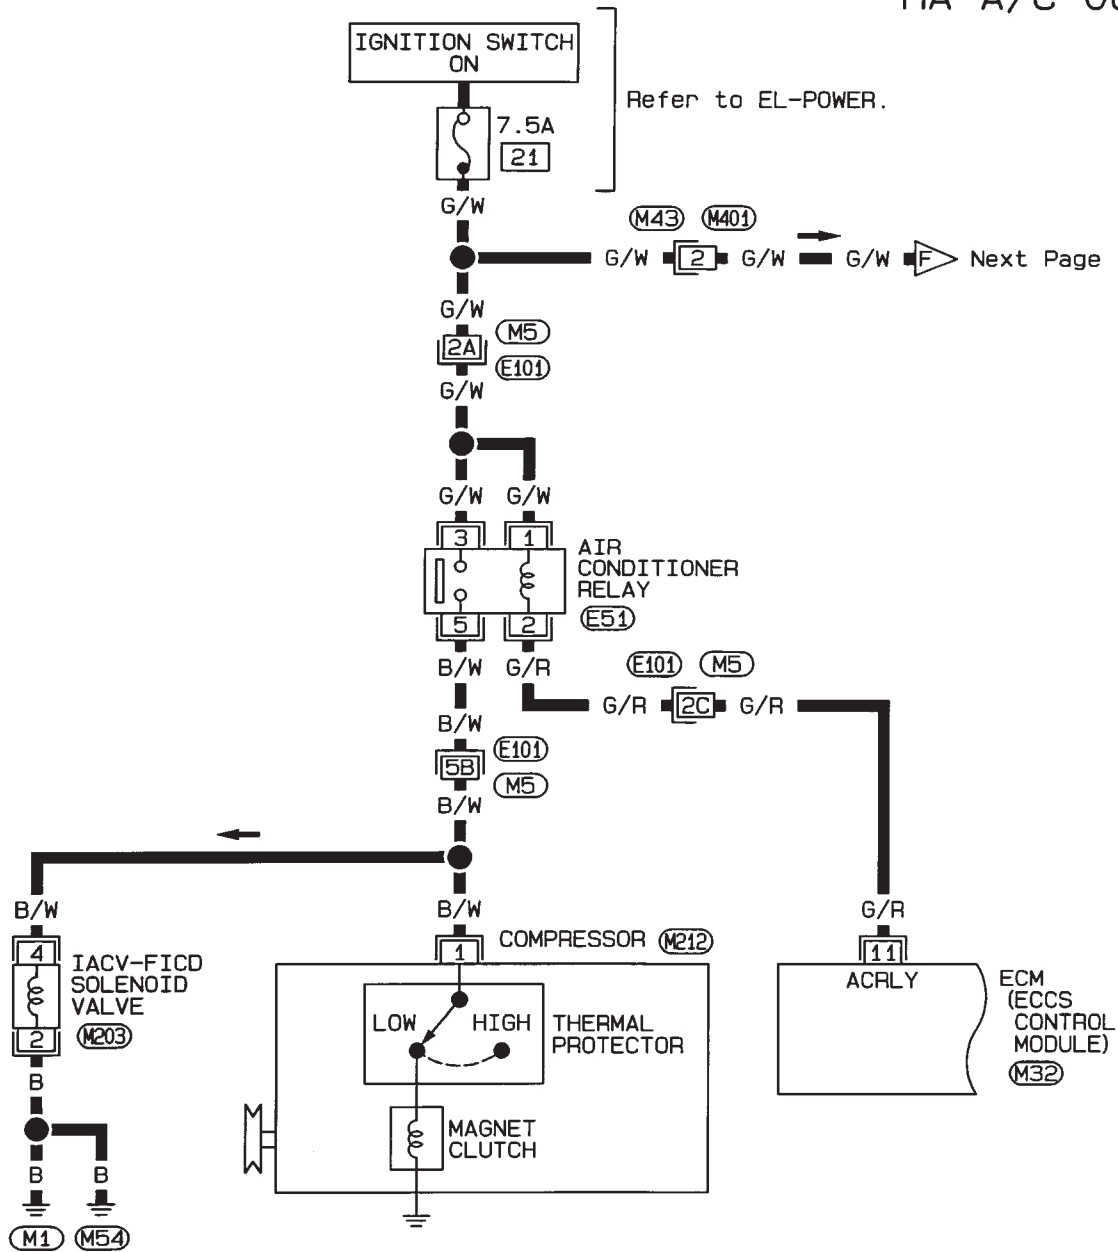 MA A/C
IGNITION SWITCH
ON
Refer to EL-POWER.
7.5A
21
G/W
M43 M401
G/W 2 G/W G/W F Next Page
G/W
2A
M5
E101
G/W
G/W G/W
3 1
AIR
CONDITIONER
RELAY
E51
5 2
B/W G/R
E101 M5
G/R 2C G/R
B/W
5B
E101
M5
B/W
B/W B/W G/R
4
IACV-FICD
SOLENOID
VALVE
M203
2
B
B B
M1 M54
1
COMPRESSOR M212
LOW HIGH
THERMAL
PROTECTOR
MAGNET
CLUTCH
11
ACRLY
ECM
(ECCS
CONTROL
MODULE)
M32